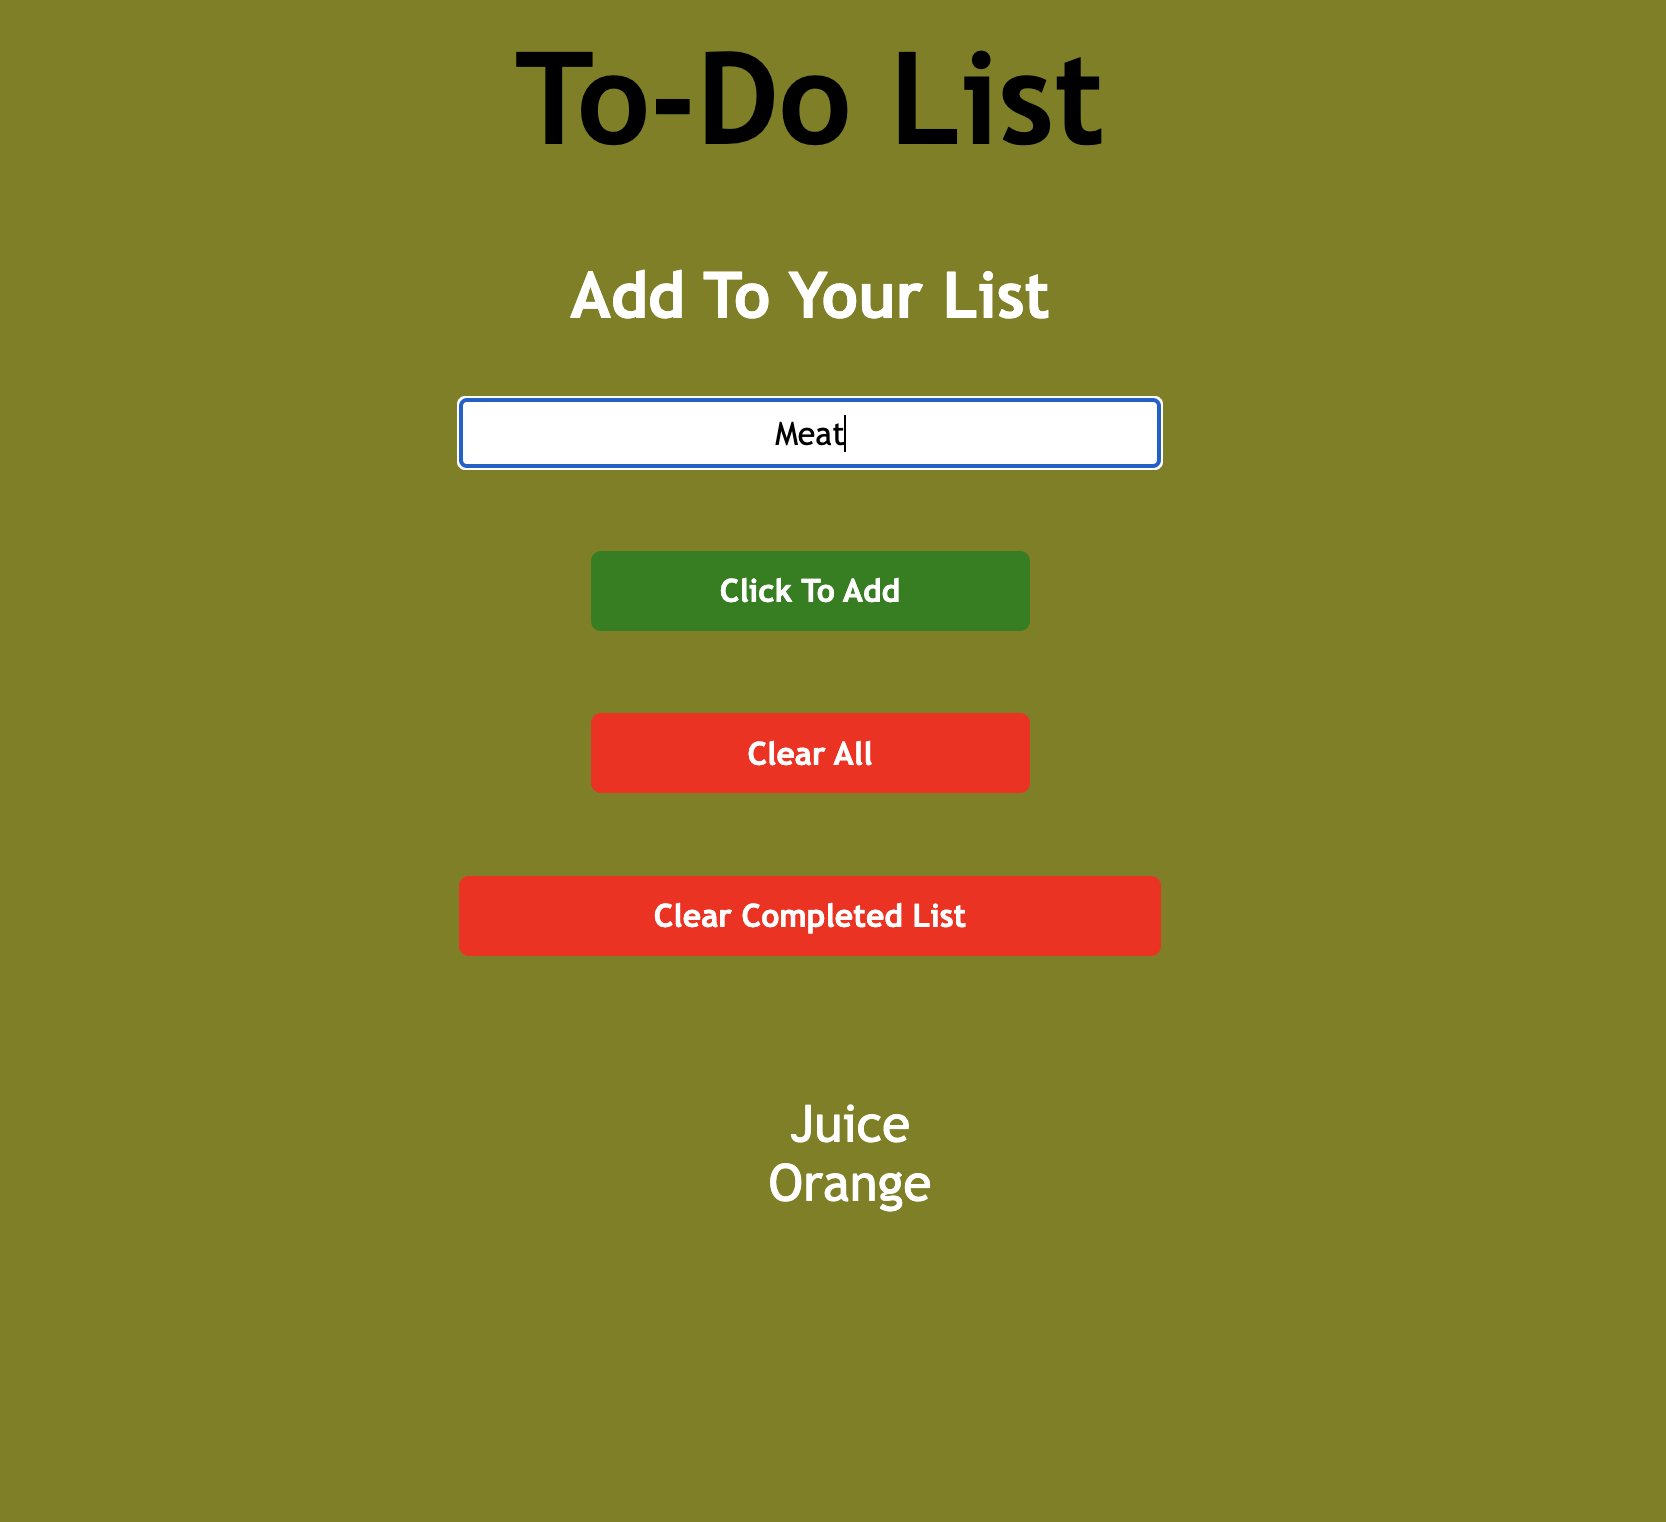 To-Do List
Add To Your List
Meat
Click To Add
Clear All
Clear Completed List
Juice
Orange